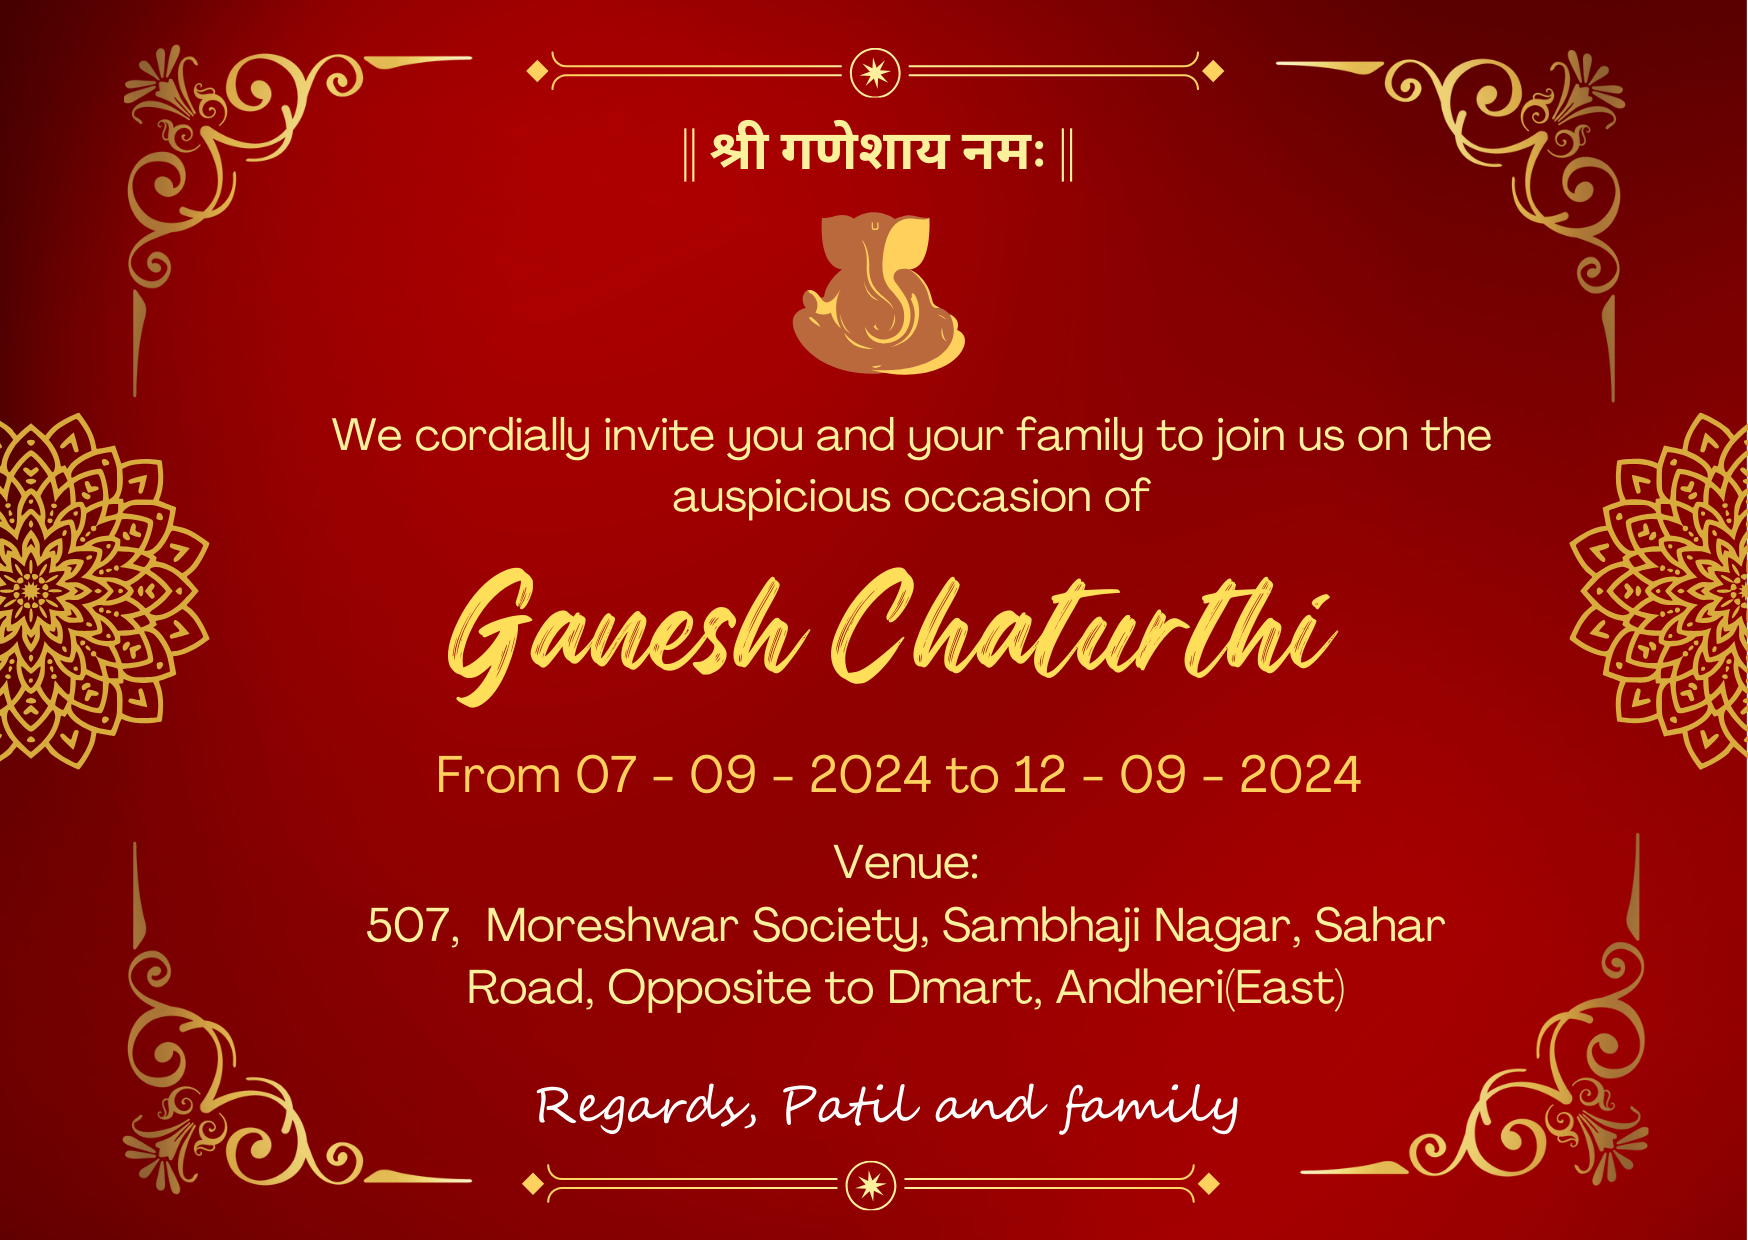 || श्री गणेशाय नमः ||
We cordially invite you and your family to join us on the
auspicious occasion of
Ganesh Chaturthi
From 07 - 09 - 2024 to 12 - 09 - 2024
Venue:
507,  Moreshwar Society, Sambhaji Nagar, Sahar
Road, Opposite to Dmart, Andheri(East)
Regards, Patil and family